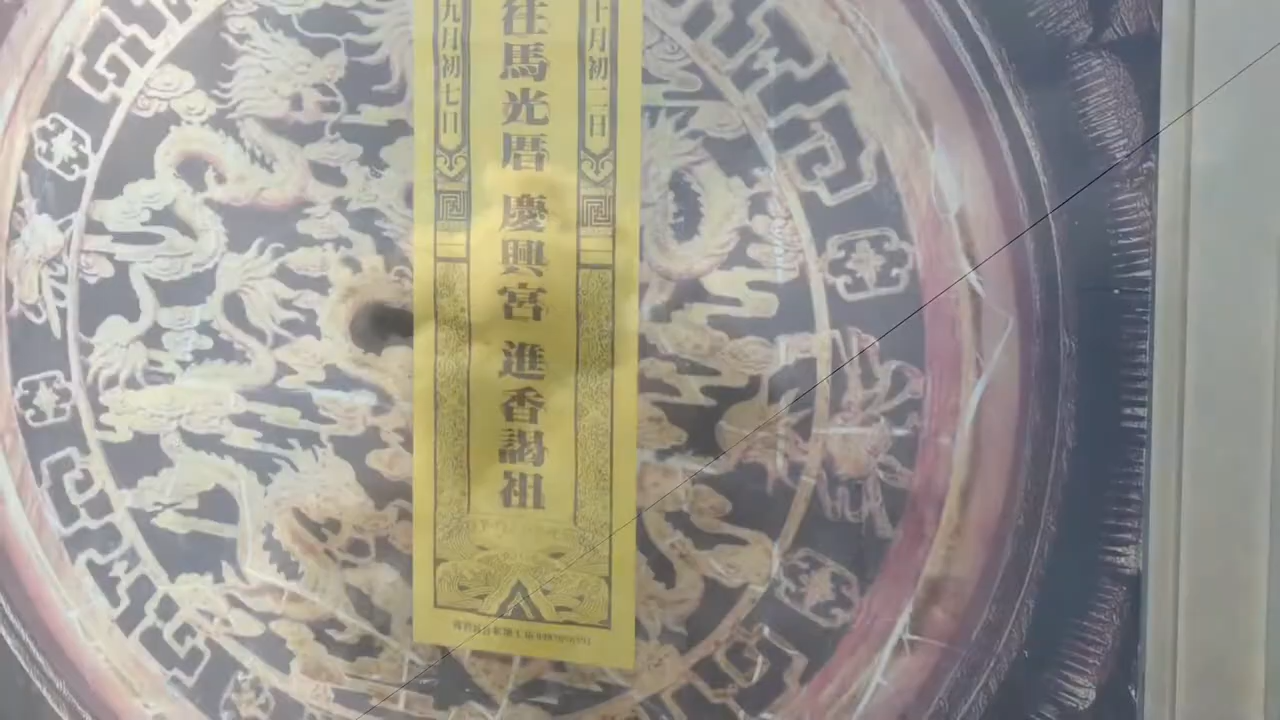 十月初二日
往馬光厝 慶興宮 進香謁祖
九月初七日